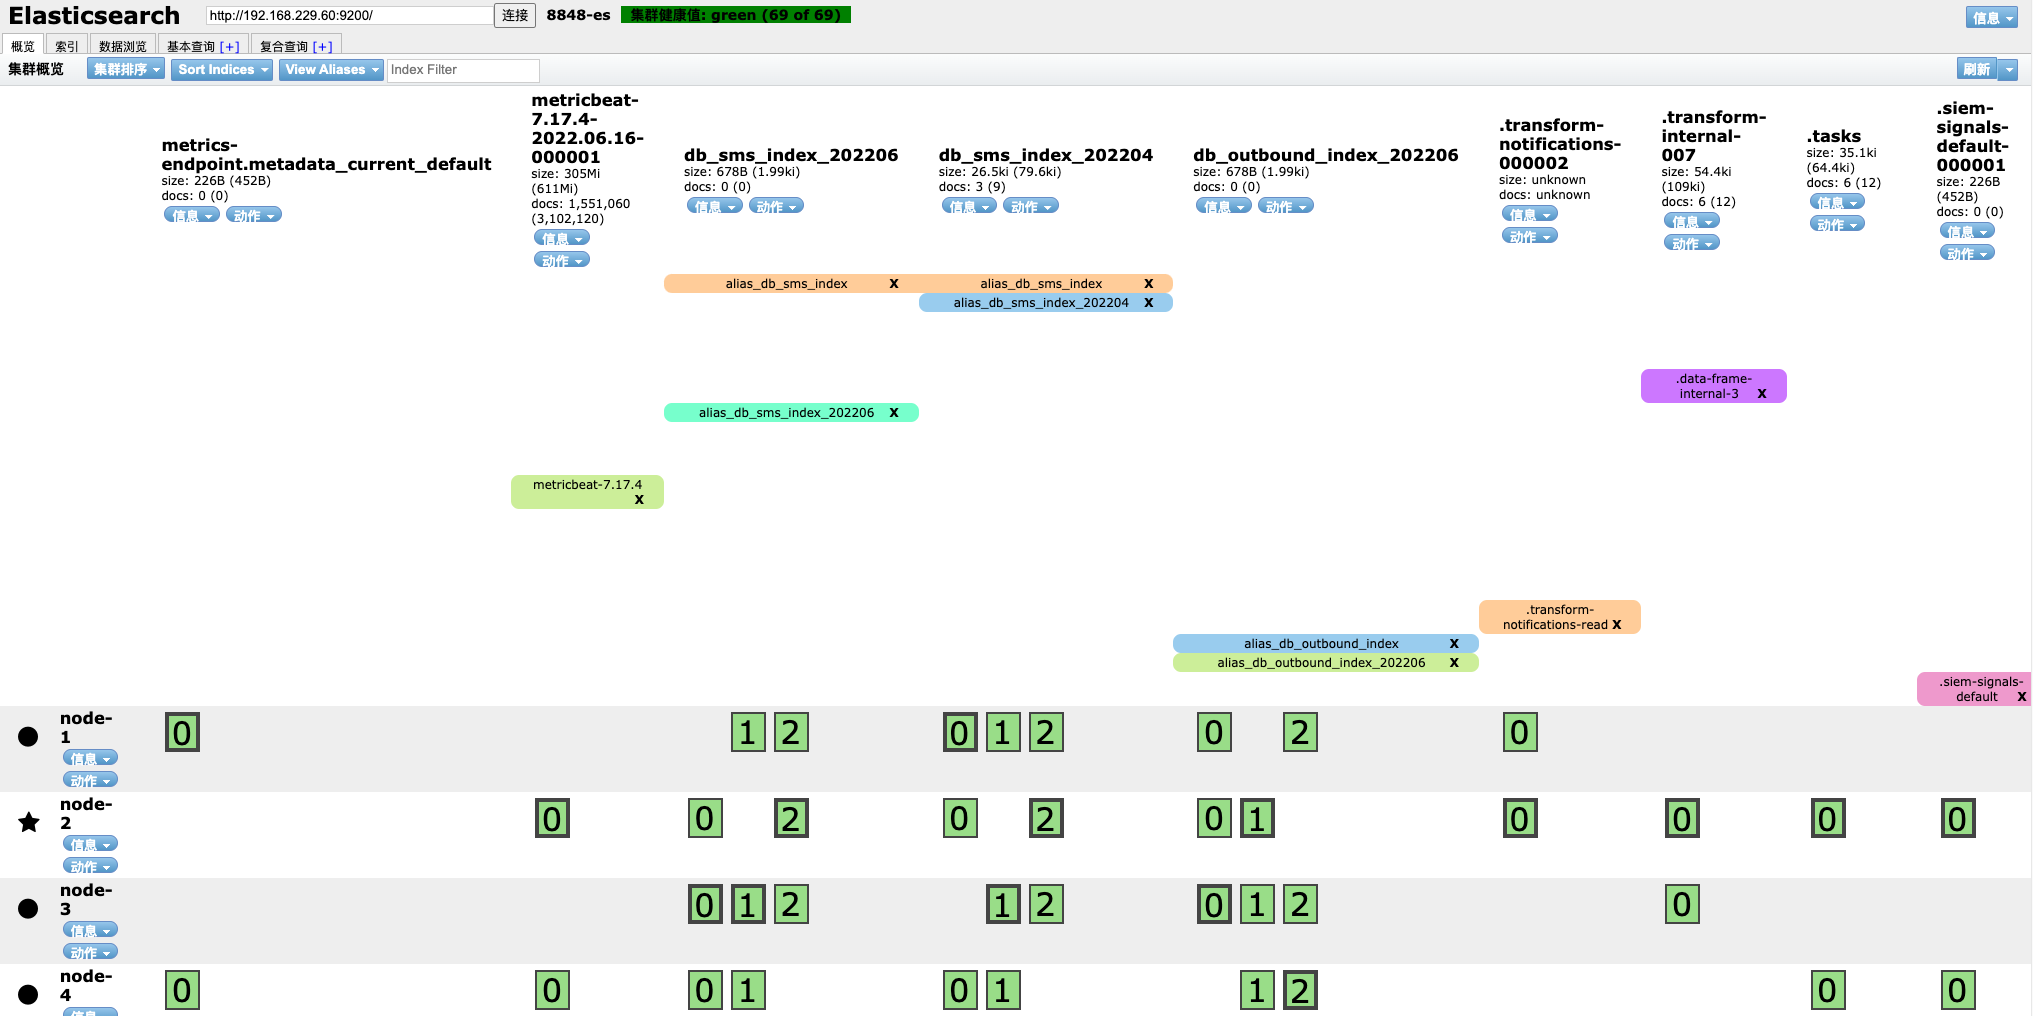 Elasticsearch
http://192.168.229.60:9200/
连接
8848-es
集群健康值: green (69 of 69)
信息
概览
索引
数据浏览
基本查询 [+]
复合查询 [+]
集群概览
集群排序
Sort Indices
View Aliases
Index Filter
刷新
metrics-
endpoint.metadata_current_default
size: 226B (452B)
docs: 0 (0)
信息 动作
metricbeat-
7.17.4-
2022.06.16-
000001
size: 305Mi
(611Mi)
docs: 1,551,060
(3,102,120)
信息
动作
db_sms_index_202206
size: 678B (1.99ki)
docs: 0 (0)
信息 动作
db_sms_index_202204
size: 26.5ki (79.6ki)
docs: 3 (9)
信息 动作
db_outbound_index_202206
size: 678B (1.99ki)
docs: 0 (0)
信息 动作
.transform-
notifications-
000002
size: unknown
docs: unknown
信息
动作
.transform-
internal-
007
size: 54.4ki
(109ki)
docs: 6 (12)
信息
动作
.tasks
size: 35.1ki
(64.4ki)
docs: 6 (12)
信息
动作
.siem-
signals-
default-
000001
size: 226B
(452B)
docs: 0 (0)
信息
动作
alias_db_sms_index X alias_db_sms_index X
alias_db_sms_index_202204 X
.data-frame-
internal-3 X
alias_db_sms_index_202206 X
metricbeat-7.17.4
X
.transform-
notifications-read X
alias_db_outbound_index X
alias_db_outbound_index_202206 X
.siem-signals-
default X
node-
1
信息
动作
0 1 2 0 1 2 0 2 0
node-
2
信息
动作
0 0 2 0 2 0 1 0 0 0 0
node-
3
信息
动作
0 1 2 1 2 0 1 2 0
node-
4
信息
0 0 0 1 0 1 1 2 0 0